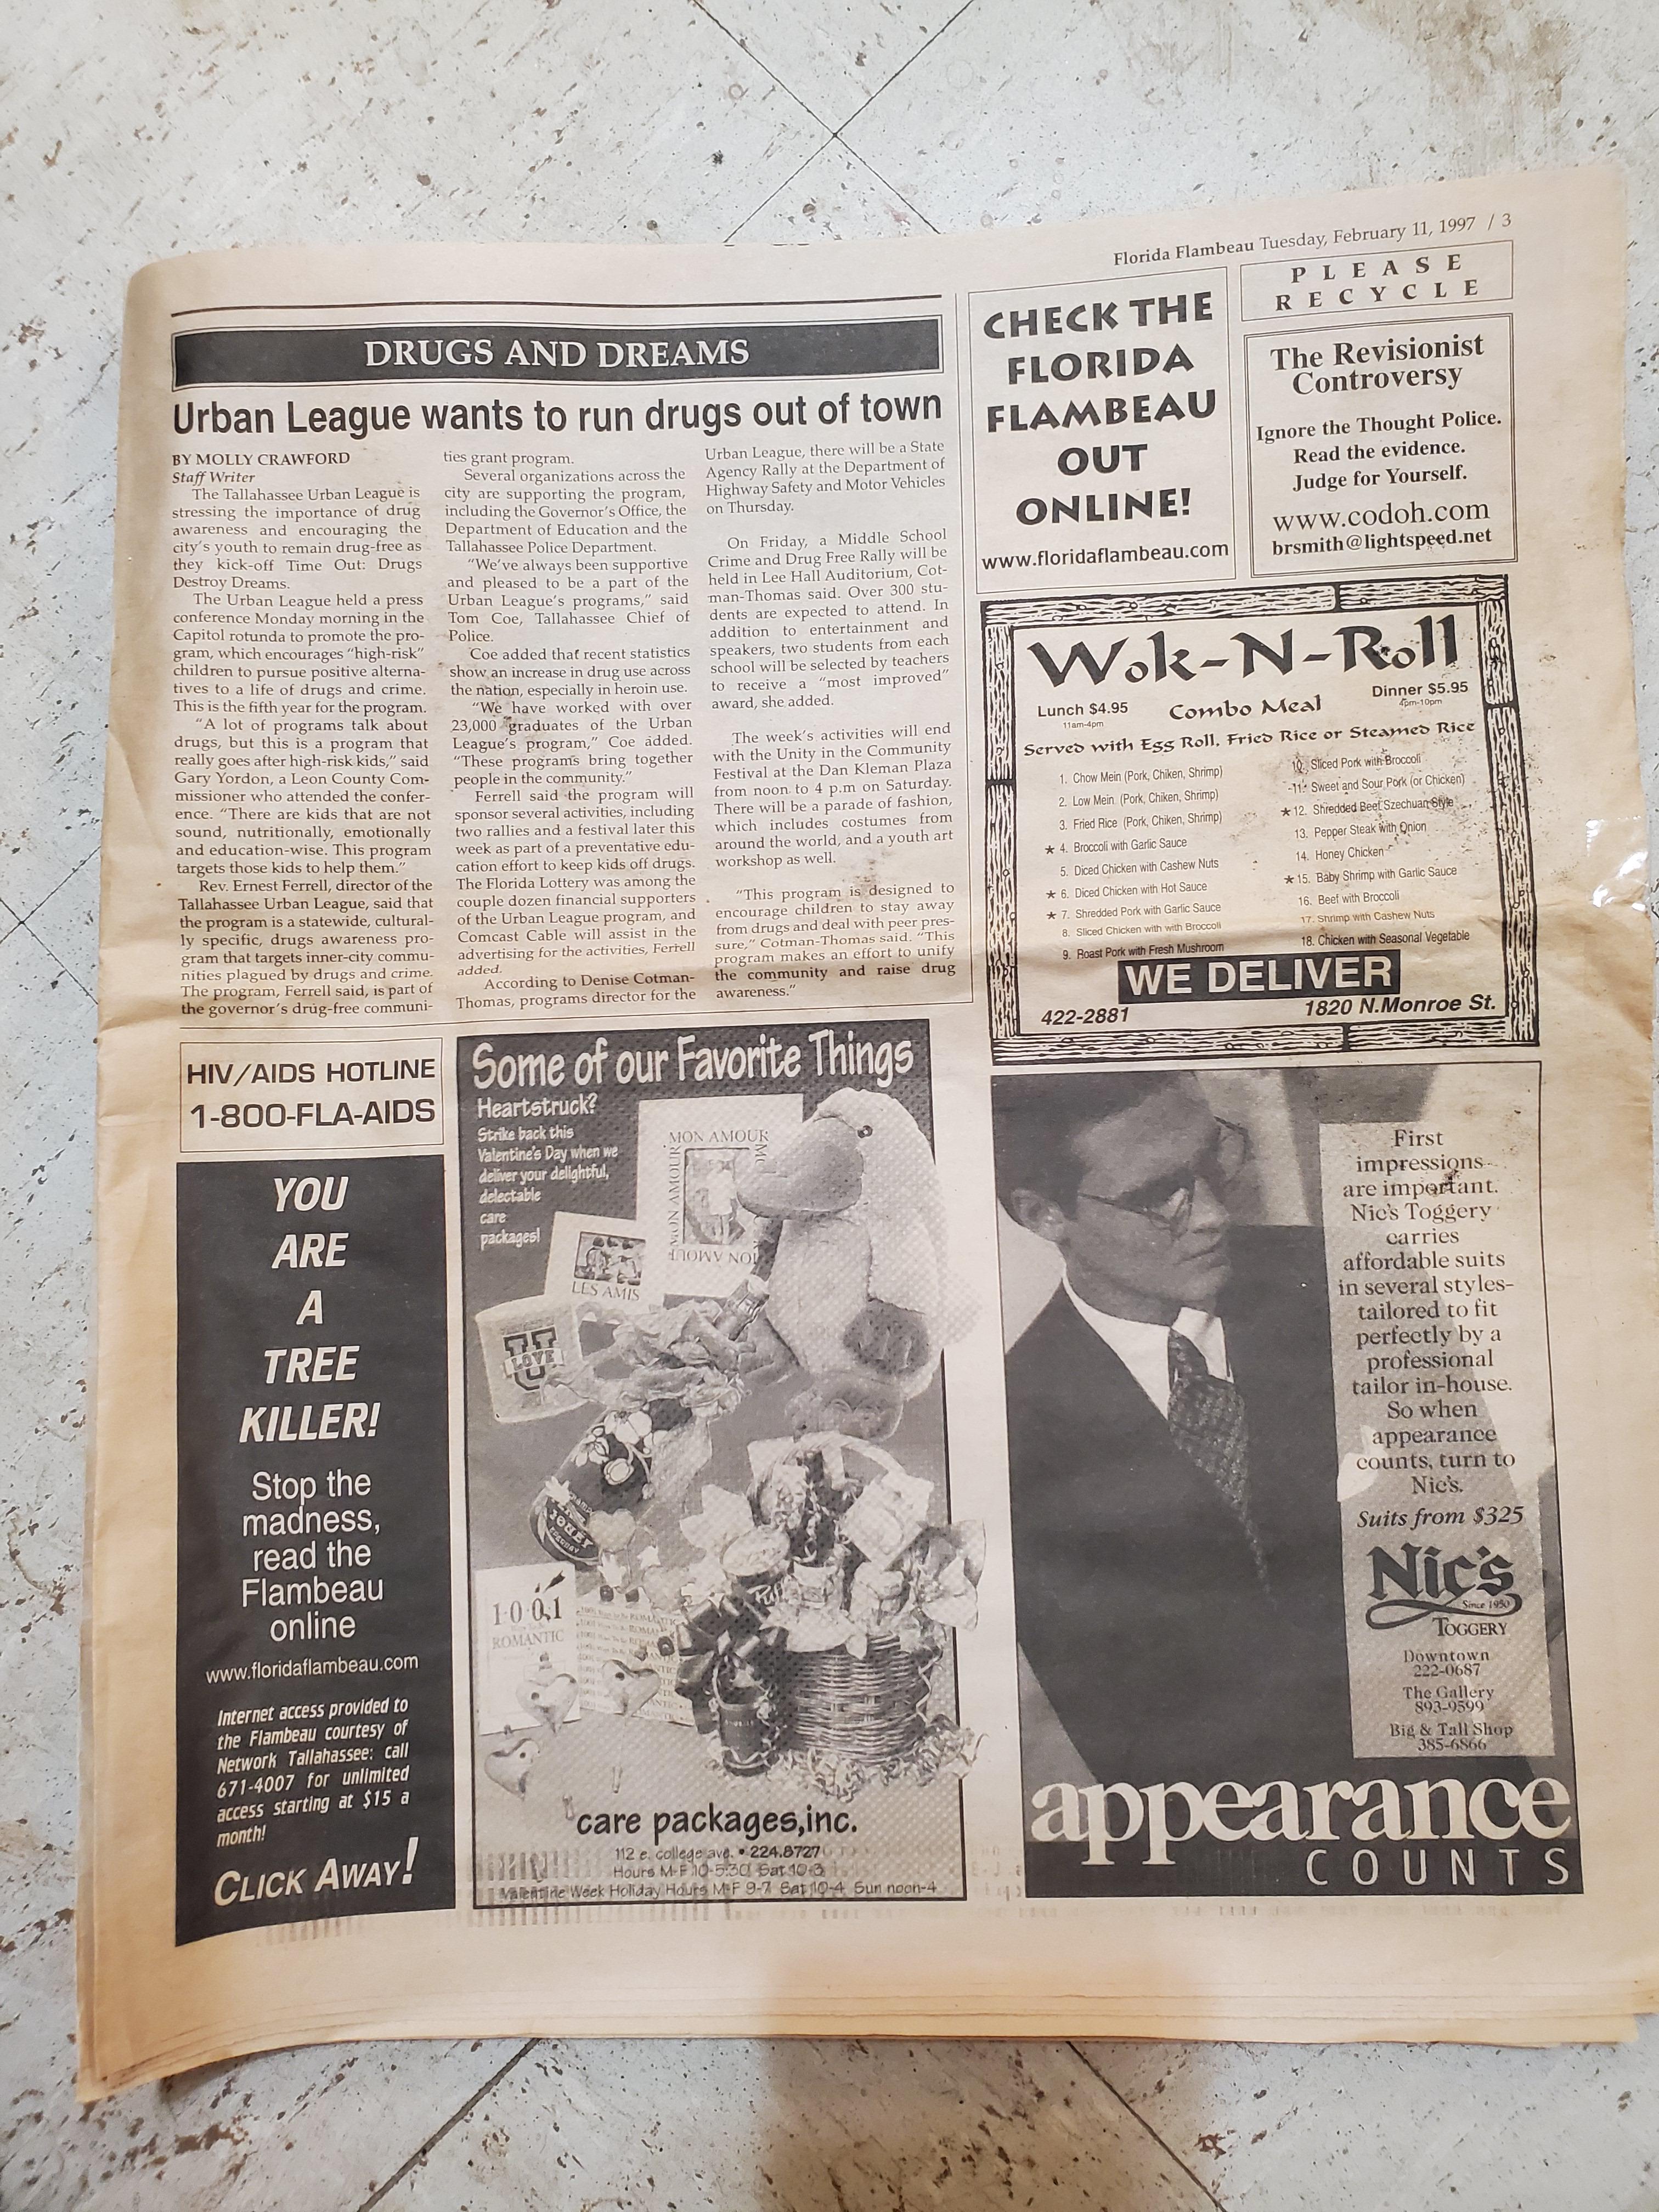 Florida Flambeau Tuesday, February 11, 1997 / 3
DRUGS AND DREAMS
Urban League wants to run drugs out of town
BY MOLLY CRAWFORD
Staff Writer
The Tallahassee Urban League is
stressing the importance of drug
awareness and encouraging the
city's youth to remain drug-free as
they kick-off Time Out: Drugs
Destroy Dreams.
The Urban League held a press
conference Monday morning in the
Capitol rotunda to promote the pro-
gram, which encourages "high-risk"
children to pursue positive alterna-
tives to a life of drugs and crime.
This is the fifth year for the program.
"A lot of programs talk about
drugs, but this is a program that
really goes after high-risk kids," said
Gary Yordon, a Leon County Com-
missioner who attended the confer-
ence. "There are kids that are not
sound, nutritionally, emotionally
and education-wise. This program
targets those kids to help them."
Rev. Ernest Ferrell, director of the
Tallahassee Urban League, said that
the program is a statewide, cultural-
ly specific, drugs awareness pro-
gram that targets inner-city commu-
nities plagued by drugs and crime.
The program, Ferrell said, is part of
the governor's drug-free communi-
ties grant program.
Several organizations across the
city are supporting the program,
including the Governor's Office, the
Department of Education and the
Tallahassee Police Department.
"We've always been supportive
and pleased to be a part of the
Urban League's programs," said
Tom Coe, Tallahassee Chief of
Police.
Coe added that recent statistics
show an increase in drug use across
the nation, especially in heroin use.
"We have worked with over
23,000 graduates of the Urban
League's program," Coe added.
"These programs bring together
people in the community."
Ferrell said the program will
sponsor several activities, including
two rallies and a festival later this
week as part of a preventative edu-
cation effort to keep kids off drugs.
The Florida Lottery was among the
couple dozen financial supporters
of the Urban League program, and
Comcast Cable will assist in the
advertising for the activities, Ferrell
added.
According to Denise Cotman-
Thomas, programs director for the
Urban League, there will be a State
Agency Rally at the Department of
Highway Safety and Motor Vehicles
on Thursday.
On Friday, a Middle School
Crime and Drug Free Rally will be
held in Lee Hall Auditorium, Cot-
man-Thomas said. Over 300 stu-
dents are expected to attend. In
addition to entertainment and
speakers, two students from each
school will be selected by teachers
to receive a "most improved"
award, she added.
The week's activities will end
with the Unity in the Community
Festival at the Dan Kleman Plaza
from noon to 4 p.m on Saturday.
There will be a parade of fashion,
which includes costumes from
around the world, and a youth art
workshop as well.
"This program is designed to
encourage children to stay away
from drugs and deal with peer pres-
sure," Cotman-Thomas said. "This
program makes an effort to unify
the community and raise drug
awareness."
CHECK THE
FLORIDA
FLAMBEAU
OUT
ONLINE!
www.floridaflambeau.com
PLEASE
RECYCLE
The Revisionist
Controversy
Ignore the Thought Police.
Read the evidence.
Judge for Yourself.
www.codoh.com
brsmith@lightspeed.net
Wok-N-Roll
Lunch $4.95
11am-4pm
Combo Meal
Dinner $5.95
4pm-10pm
Served with Egg Roll, Fried Rice or Steamed Rice
1. Chow Mein (Pork, Chiken, Shrimp)
2. Low Mein (Pork, Chiken, Shrimp)
3. Fried Rice (Pork, Chiken, Shrimp)
★ 4. Broccoli with Garlic Sauce
5. Diced Chicken with Cashew Nuts
★ 6. Diced Chicken with Hot Sauce
★ 7. Shredded Pork with Garlic Sauce
8. Sliced Chicken with with Broccoli
9. Roast Pork with Fresh Mushroom
10. Sliced Pork with Broccoli
11. Sweet and Sour Pork (or Chicken)
★ 12. Shredded Beef Szechuan Style
13. Pepper Steak with Onion
14. Honey Chicken
★ 15. Baby Shrimp with Garlic Sauce
16. Beef with Broccoli
17. Shrimp with Cashew Nuts
18. Chicken with Seasonal Vegetable
WE DELIVER
422-2881
1820 N.Monroe St.
HIV/AIDS HOTLINE
1-800-FLA-AIDS
YOU
ARE
A
TREE
KILLER!
Stop the
madness,
read the
Flambeau
online
www.floridaflambeau.com
Internet access provided to
the Flambeau courtesy of
Network Tallahassee: call
671-4007 for unlimited
access starting at $15 a
month!
CLICK AWAY!
Some of our Favorite Things
Heartstruck?
Strike back this
Valentine's Day when we
deliver your delightful,
delectable
care
packages!
MON AMOUR
MON AMOUR
MON AMOUR
LES AMIS
U
LOVE
1001
ROMANTIC
care packages,inc.
112 e. college ave. • 224.8727
Hours M-F 10-5:30 Sat 10-3
Valentine Week Holiday Hours M-F 9-7 Sat 10-4 Sun noon-4
First
impressions
are important.
Nic's Toggery
carries
affordable suits
in several styles-
tailored to fit
perfectly by a
professional
tailor in-house.
So when
appearance
counts, turn to
Nic's.
Suits from $325
Nic's
Since 1950
TOGGERY
Downtown
222-0687
The Gallery
893-9599
Big & Tall Shop
385-6866
appearance
COUNTS